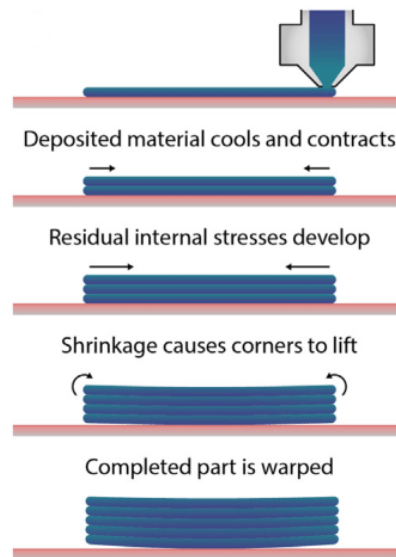 Deposited material cools and contracts
Residual internal stresses develop
Shrinkage causes corners to lift
Completed part is warped